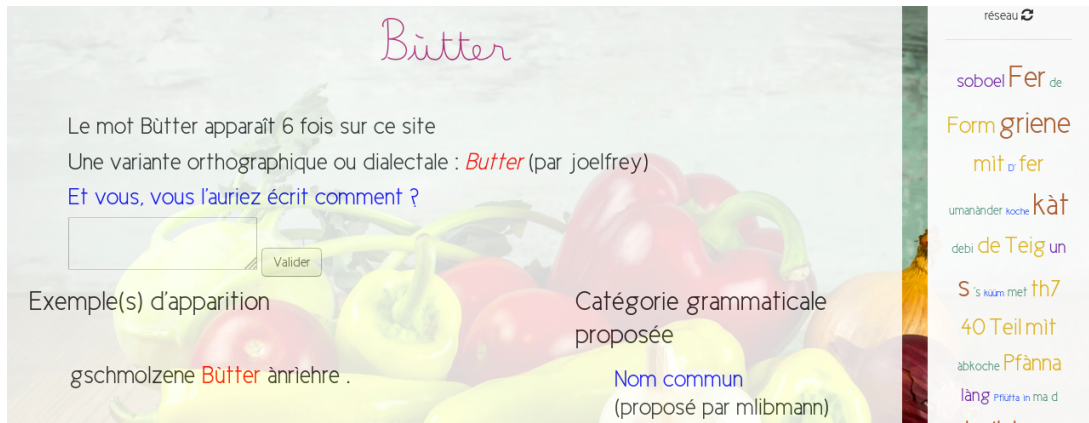 Bùtter
Le mot Bùtter apparaît 6 fois sur ce site
Une variante orthographique ou dialectale : Butter (par joelfrey)
Et vous, vous l'auriez écrit comment ?
Valider
Exemple(s) d'apparition
gschmolzene Bùtter ànrìehre .
Catégorie grammaticale
proposée
Nom commun
(proposé par mlibmann)
réseau
soboel Fer de
Form griene
mìt D' fer
umanànder koche kàt
debi de Teig un
s 's küüm met th7
40 Teil mìt
àbkoche Pfànna
làng Pflütta in ma d